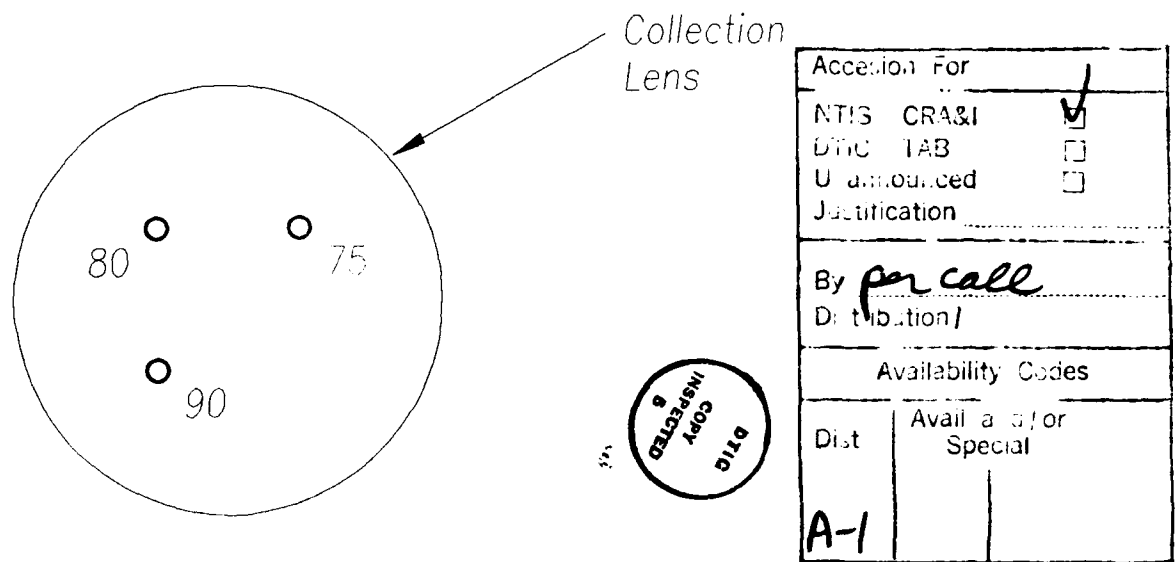 Collection
Lens
80
75
90
Accesion For
NTIS CRA&I
DTIC TAB
Unannounced
Justification
By per call
Distribution/
Availability Codes
Dist
Avail and/or
Special
A-1
DTIC
COPY
INSPECTED